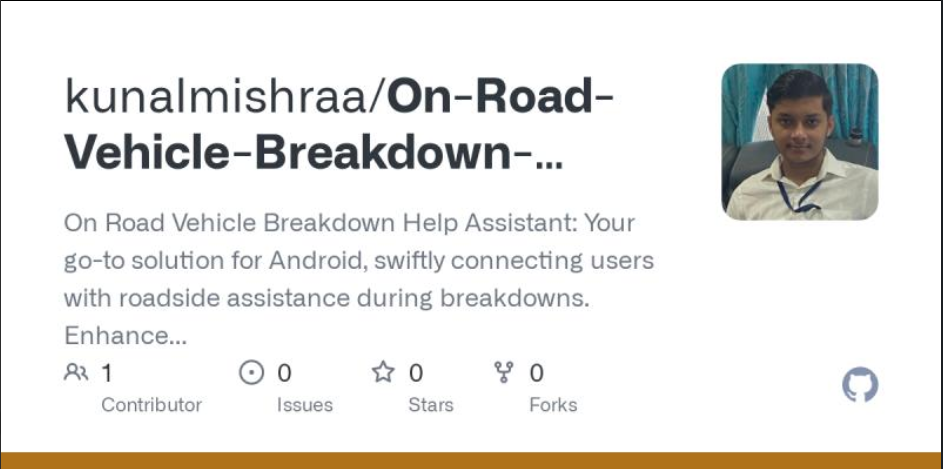 kunalmishraa/On-Road-
Vehicle-Breakdown-...
On Road Vehicle Breakdown Help Assistant: Your
go-to solution for Android, swiftly connecting users
with roadside assistance during breakdowns.
Enhance...
1 0 0 0
Contributor Issues Stars Forks